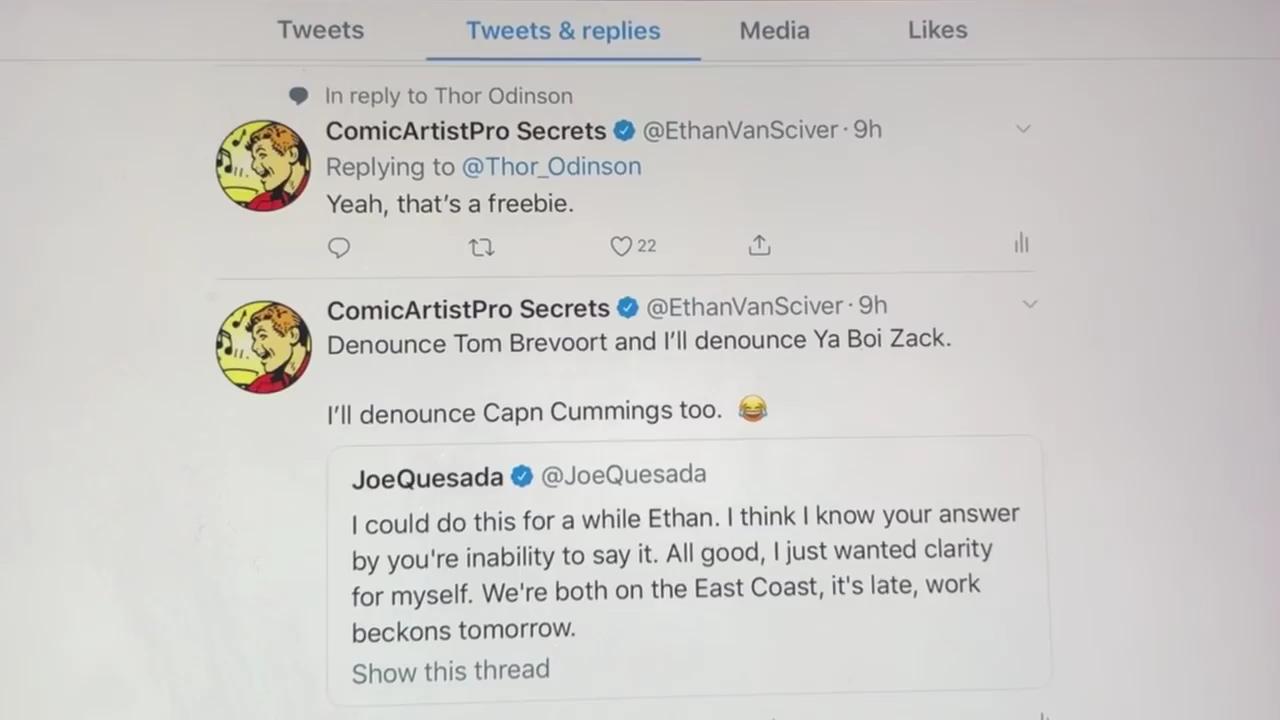 Tweets Tweets & replies Media Likes
In reply to Thor Odinson
ComicArtistPro Secrets @EthanVanSciver · 9h
Replying to @Thor_Odinson
Yeah, that's a freebie.
22
ComicArtistPro Secrets @EthanVanSciver · 9h
Denounce Tom Brevoort and I'll denounce Ya Boi Zack.
I'll denounce Capn Cummings too. 😂
JoeQuesada @JoeQuesada
I could do this for a while Ethan. I think I know your answer
by you're inability to say it. All good, I just wanted clarity
for myself. We're both on the East Coast, it's late, work
beckons tomorrow.
Show this thread